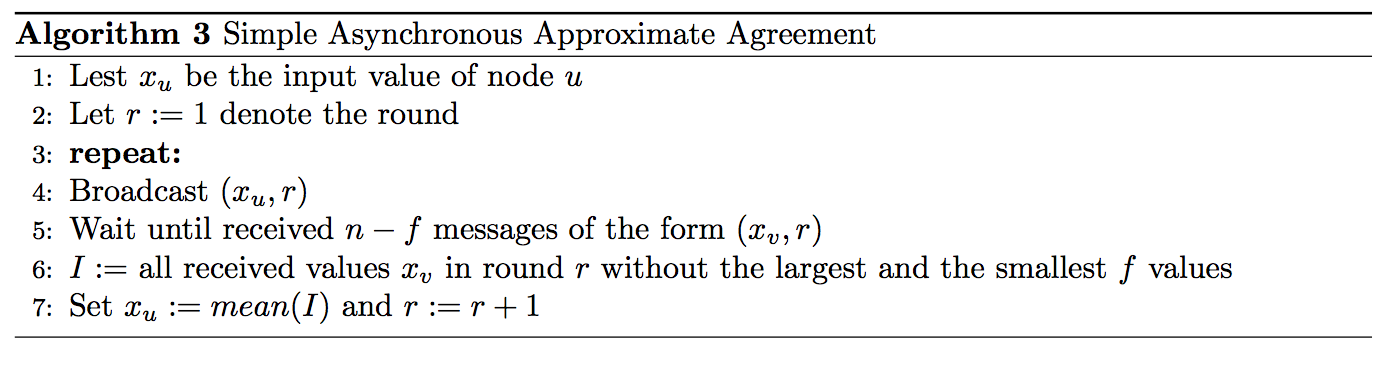 Algorithm 3 Simple Asynchronous Approximate Agreement
1: Lest x_u be the input value of node u
2: Let r := 1 denote the round
3: repeat:
4: Broadcast (x_u, r)
5: Wait until received n − f messages of the form (x_v, r)
6: I := all received values x_v in round r without the largest and the smallest f values
7: Set x_u := mean(I) and r := r + 1